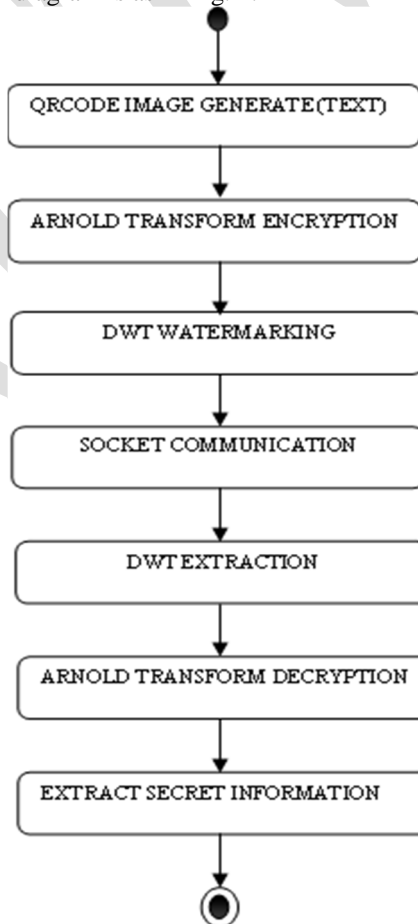 QRCODE IMAGE GENERATE(TEXT)
ARNOLD TRANSFORM ENCRYPTION
DWT WATERMARKING
SOCKET COMMUNICATION
DWT EXTRACTION
ARNOLD TRANSFORM DECRYPTION
EXTRACT SECRET INFORMATION